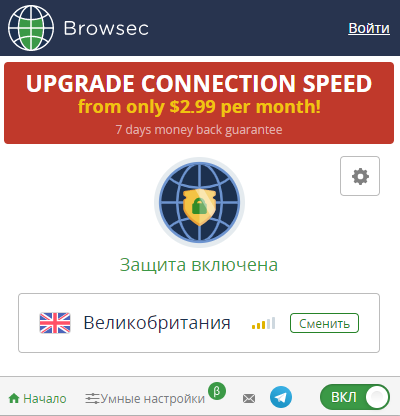 Browsec
Войти
UPGRADE CONNECTION SPEED
from only $2.99 per month!
7 days money back guarantee
Защита включена
Великобритания
Сменить
Начало
Умные настройки β
ВКЛ